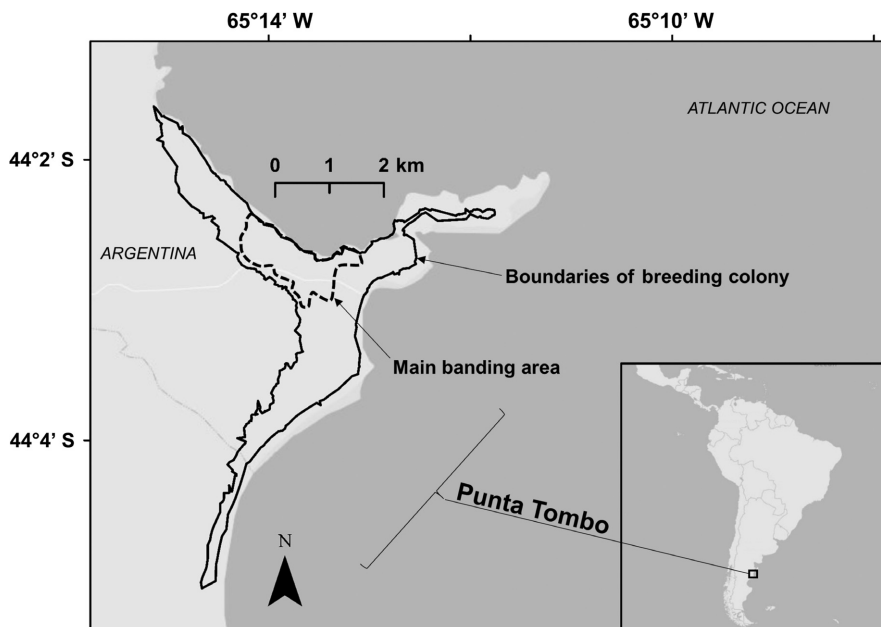 65°14' W
65°10' W
ATLANTIC OCEAN
44°2' S
0 1 2 km
ARGENTINA
Boundaries of breeding colony
Main banding area
44°4' S
Punta Tombo
N